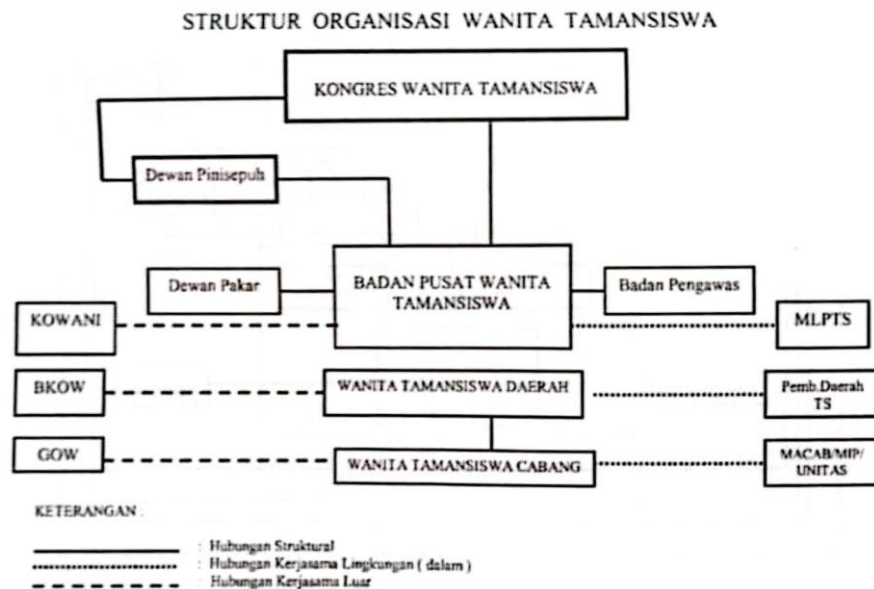 STRUKTUR ORGANISASI WANITA TAMANSISWA
KONGRES WANITA TAMANSISWA
Dewan Pinisepuh
Dewan Pakar
BADAN PUSAT WANITA
TAMANSISWA
Badan Pengawas
KOWANI
MLPTS
BKOW
WANITA TAMANSISWA DAERAH
Pemb.Daerah
TS
GOW
WANITA TAMANSISWA CABANG
MACAB/MIP/
UNITAS
KETERANGAN :
: Hubungan Struktural
: Hubungan Kerjasama Lingkungan ( dalam )
: Hubungan Kerjasama Luar